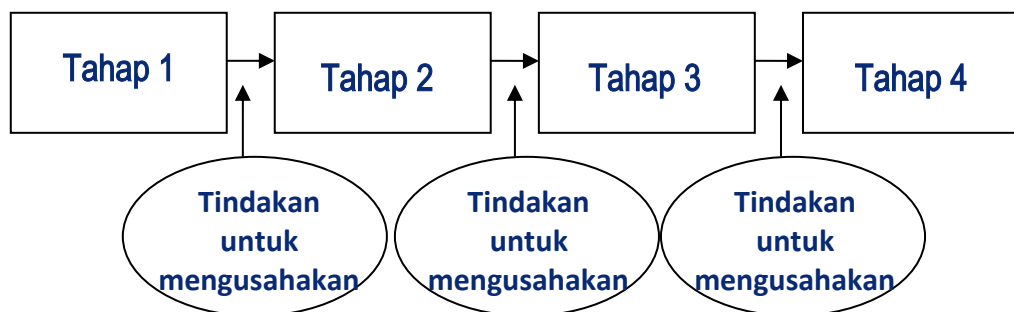 Tahap 1
Tahap 2
Tahap 3
Tahap 4
Tindakan
untuk
mengusahakan
Tindakan
untuk
mengusahakan
Tindakan
untuk
mengusahakan